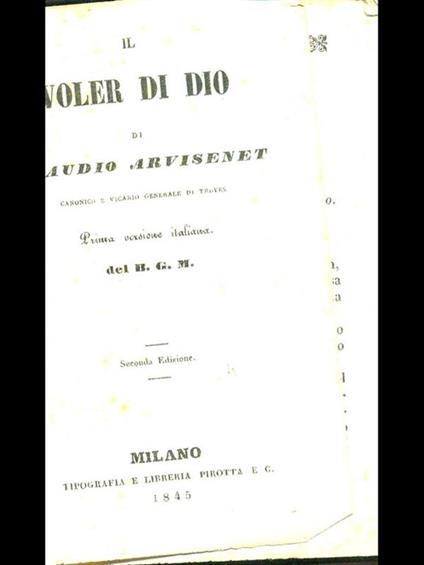 IL
VOLER DI DIO
DI
AUDIO ARVISENET
CANONICO E VICARIO GENERALE DI TROYES
Prima versione italiana.
del B. G. M.
Seconda Edizione.
MILANO
TIPOGRAFIA E LIBRERIA PIROTTA E C.
1845